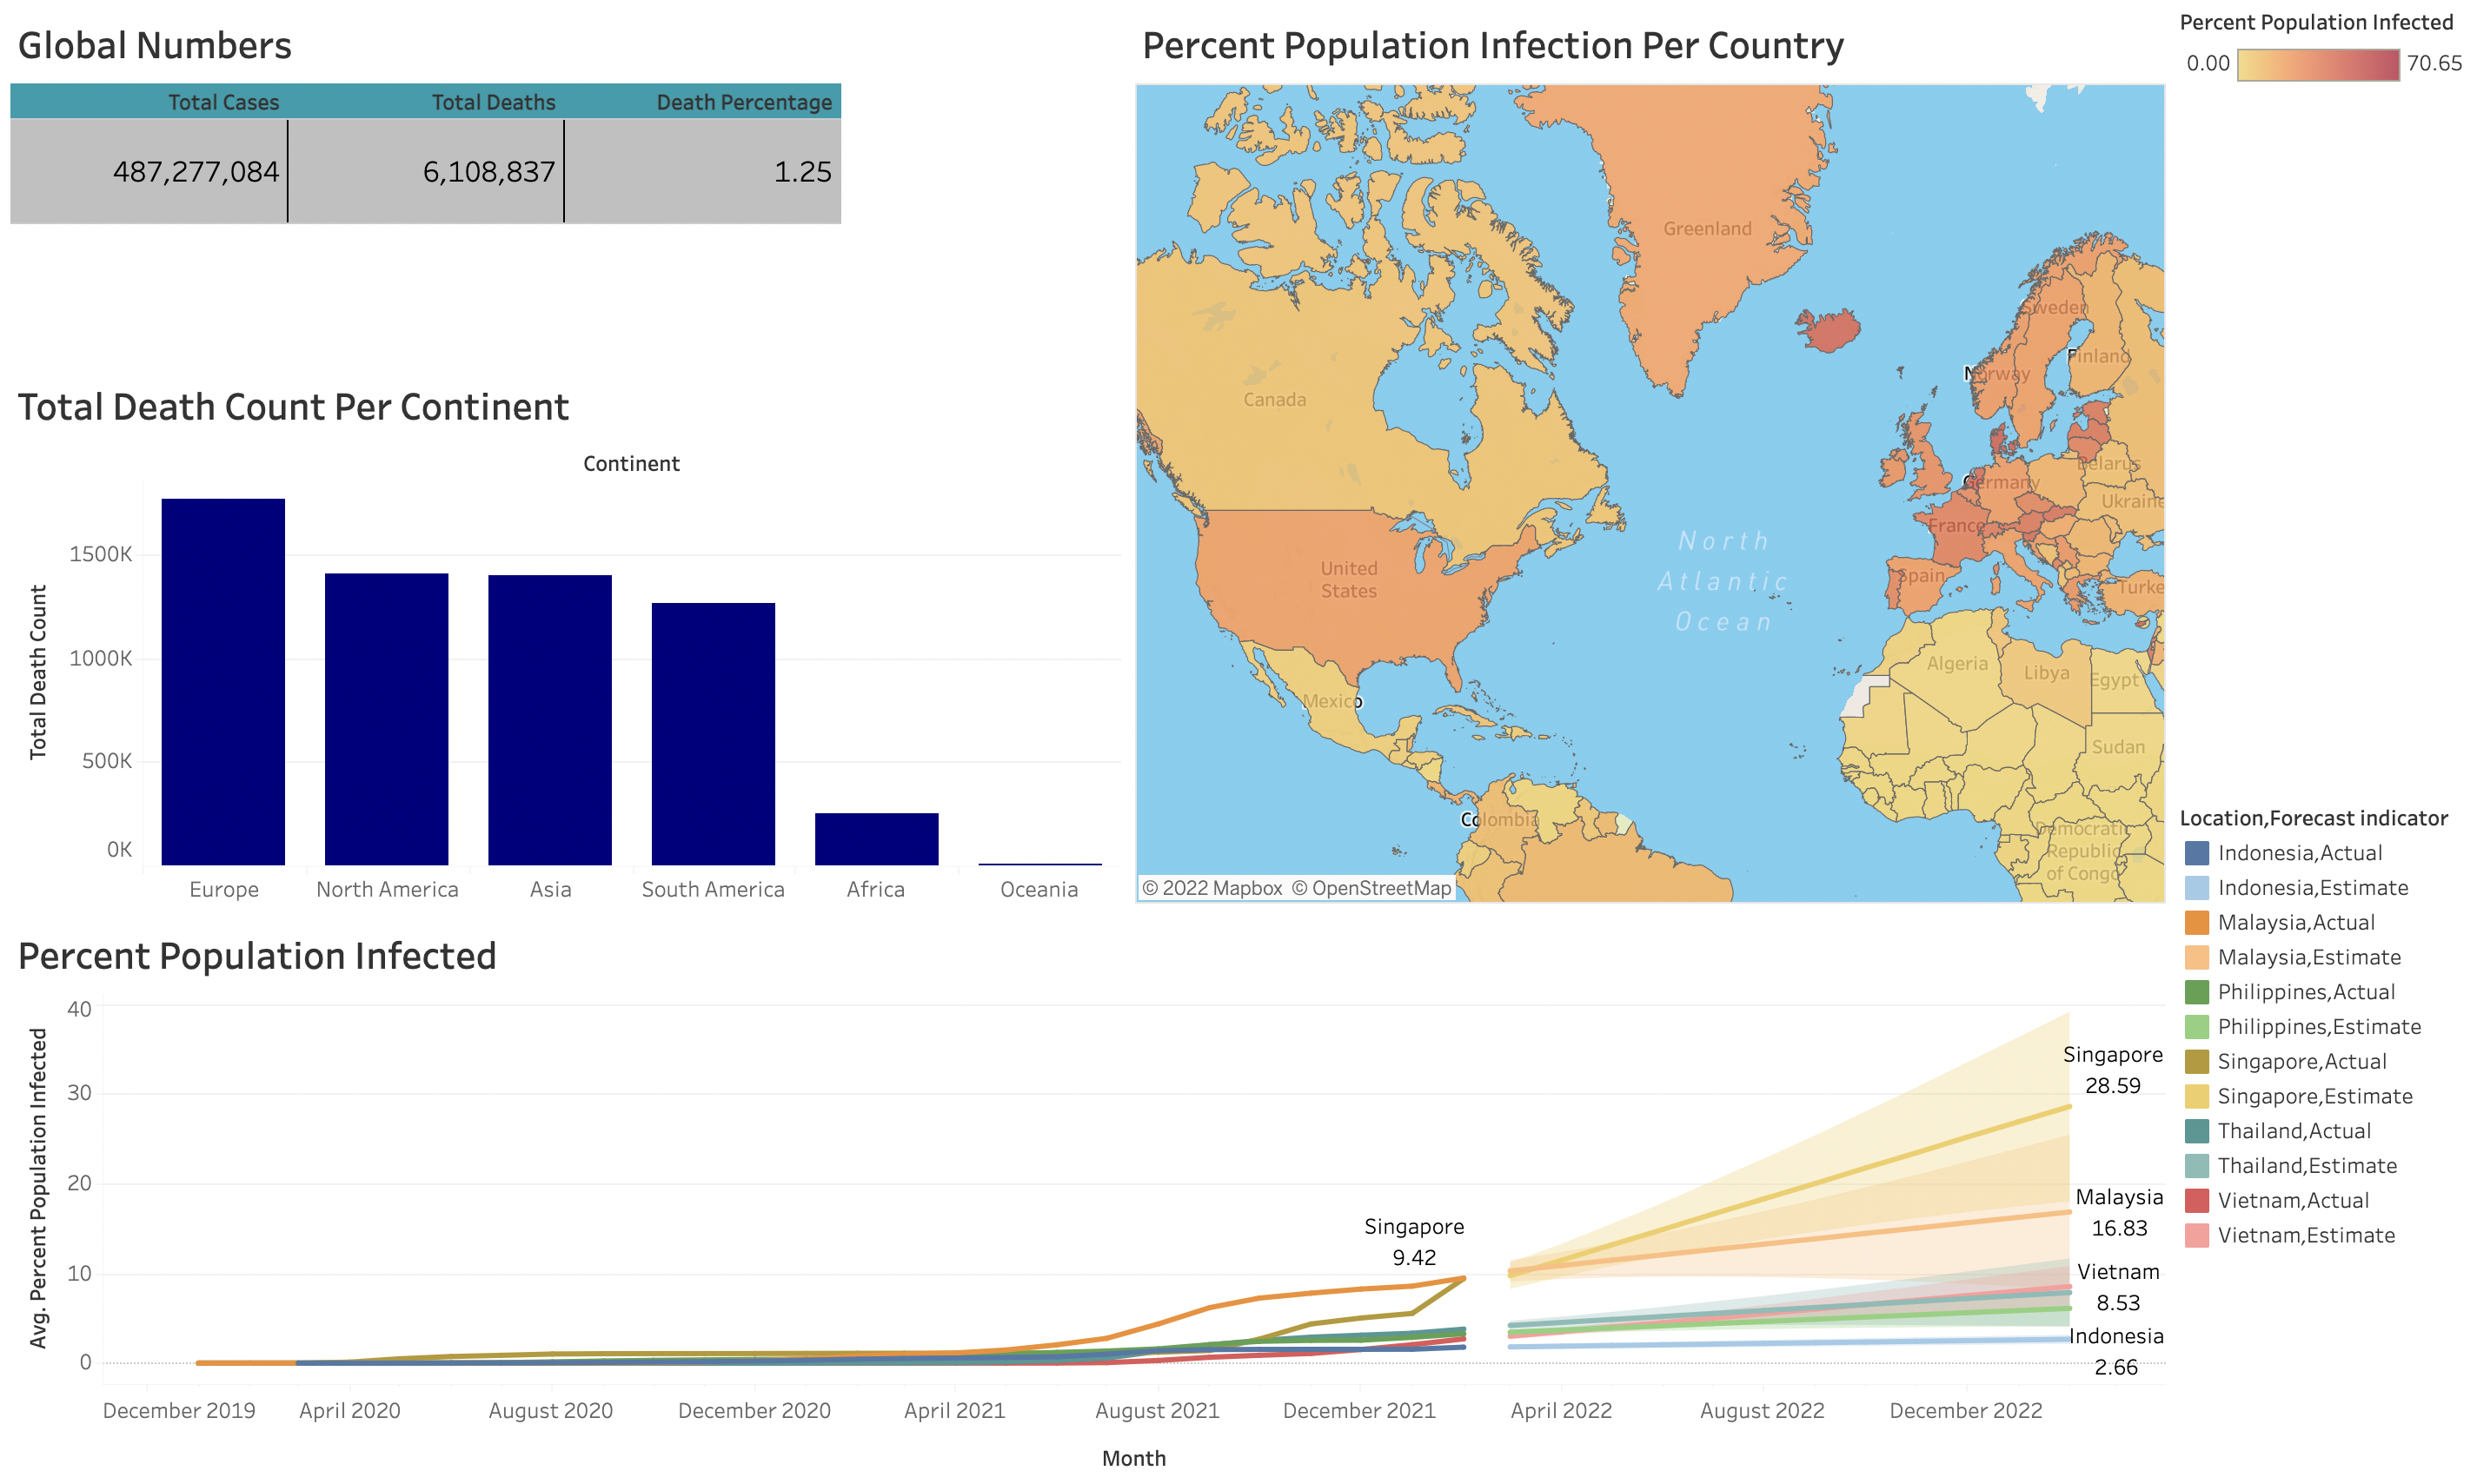 Global Numbers
Total Cases Total Deaths Death Percentage
487,277,084 6,108,837 1.25
Total Death Count Per Continent
Continent
Total Death Count
1500K
1000K
500K
0K
Europe North America Asia South America Africa Oceania
Percent Population Infection Per Country
Greenland
Canada
Sweden
Finland
Norway
Belarus
Germany
Ukraine
France
Spain
Turke
United
States
North
Atlantic
Ocean
Mexico
Algeria
Libya
Egypt
Sudan
Colombia
Democratic
Republic
of Congo
© 2022 Mapbox © OpenStreetMap
Percent Population Infected
0.00 70.65
Percent Population Infected
Avg. Percent Population Infected
40
30
20
10
0
Singapore
9.42
Singapore
28.59
Malaysia
16.83
Vietnam
8.53
Indonesia
2.66
December 2019 April 2020 August 2020 December 2020 April 2021 August 2021 December 2021 April 2022 August 2022 December 2022
Month
Location,Forecast indicator
Indonesia,Actual
Indonesia,Estimate
Malaysia,Actual
Malaysia,Estimate
Philippines,Actual
Philippines,Estimate
Singapore,Actual
Singapore,Estimate
Thailand,Actual
Thailand,Estimate
Vietnam,Actual
Vietnam,Estimate